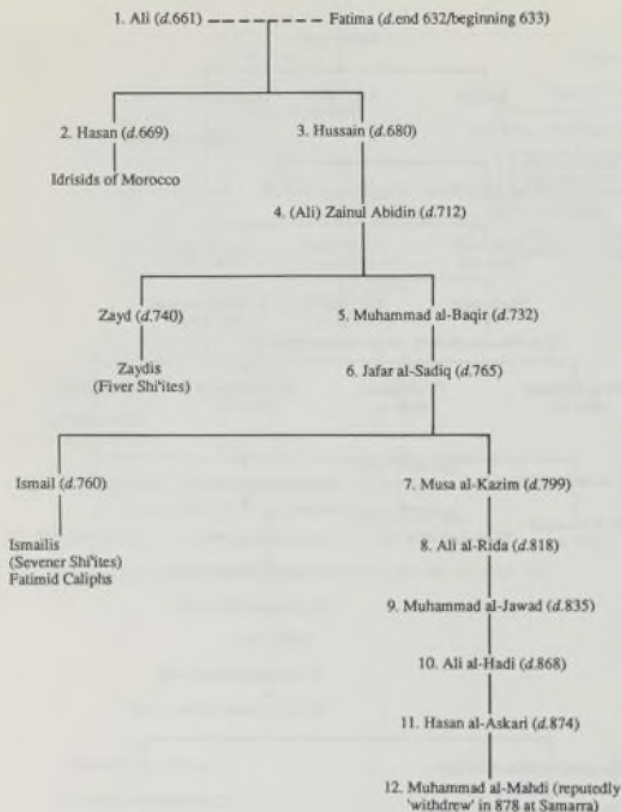 1. Ali (d.661)
Fatima (d.end 632/beginning 633)
2. Hasan (d.669)
3. Hussain (d.680)
Idrisids of Morocco
4. (Ali) Zainul Abidin (d.712)
Zayd (d.740)
5. Muhammad al-Baqir (d.732)
Zaydis
(Fiver Shi'ites)
6. Jafar al-Sadiq (d.765)
Ismail (d.760)
7. Musa al-Kazim (d.799)
Ismailis
(Sevener Shi'ites)
Fatimid Caliphs
8. Ali al-Rida (d.818)
9. Muhammad al-Jawad (d.835)
10. Ali al-Hadi (d.868)
11. Hasan al-Askari (d.874)
12. Muhammad al-Mahdi (reputedly
'withdrew' in 878 at Samarra)